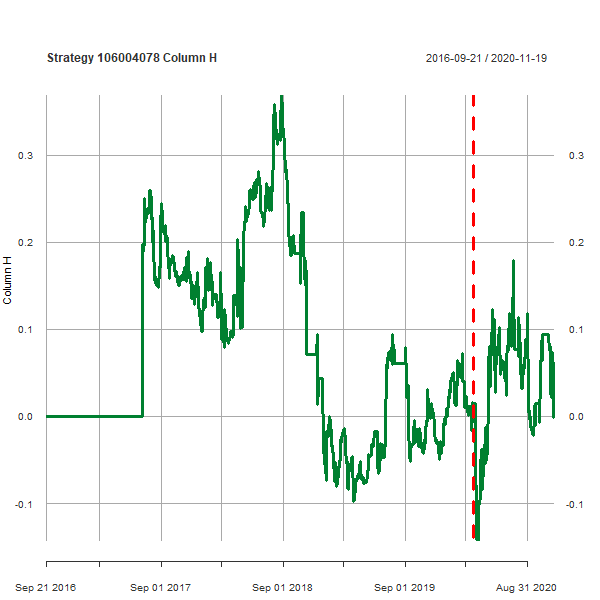 Strategy 106004078 Column H
2016-09-21 / 2020-11-19
0.3 0.3
0.2 0.2
0.1 0.1
0.0 0.0
-0.1 -0.1
Column H
Sep 21 2016 Sep 01 2017 Sep 01 2018 Sep 01 2019 Aug 31 2020